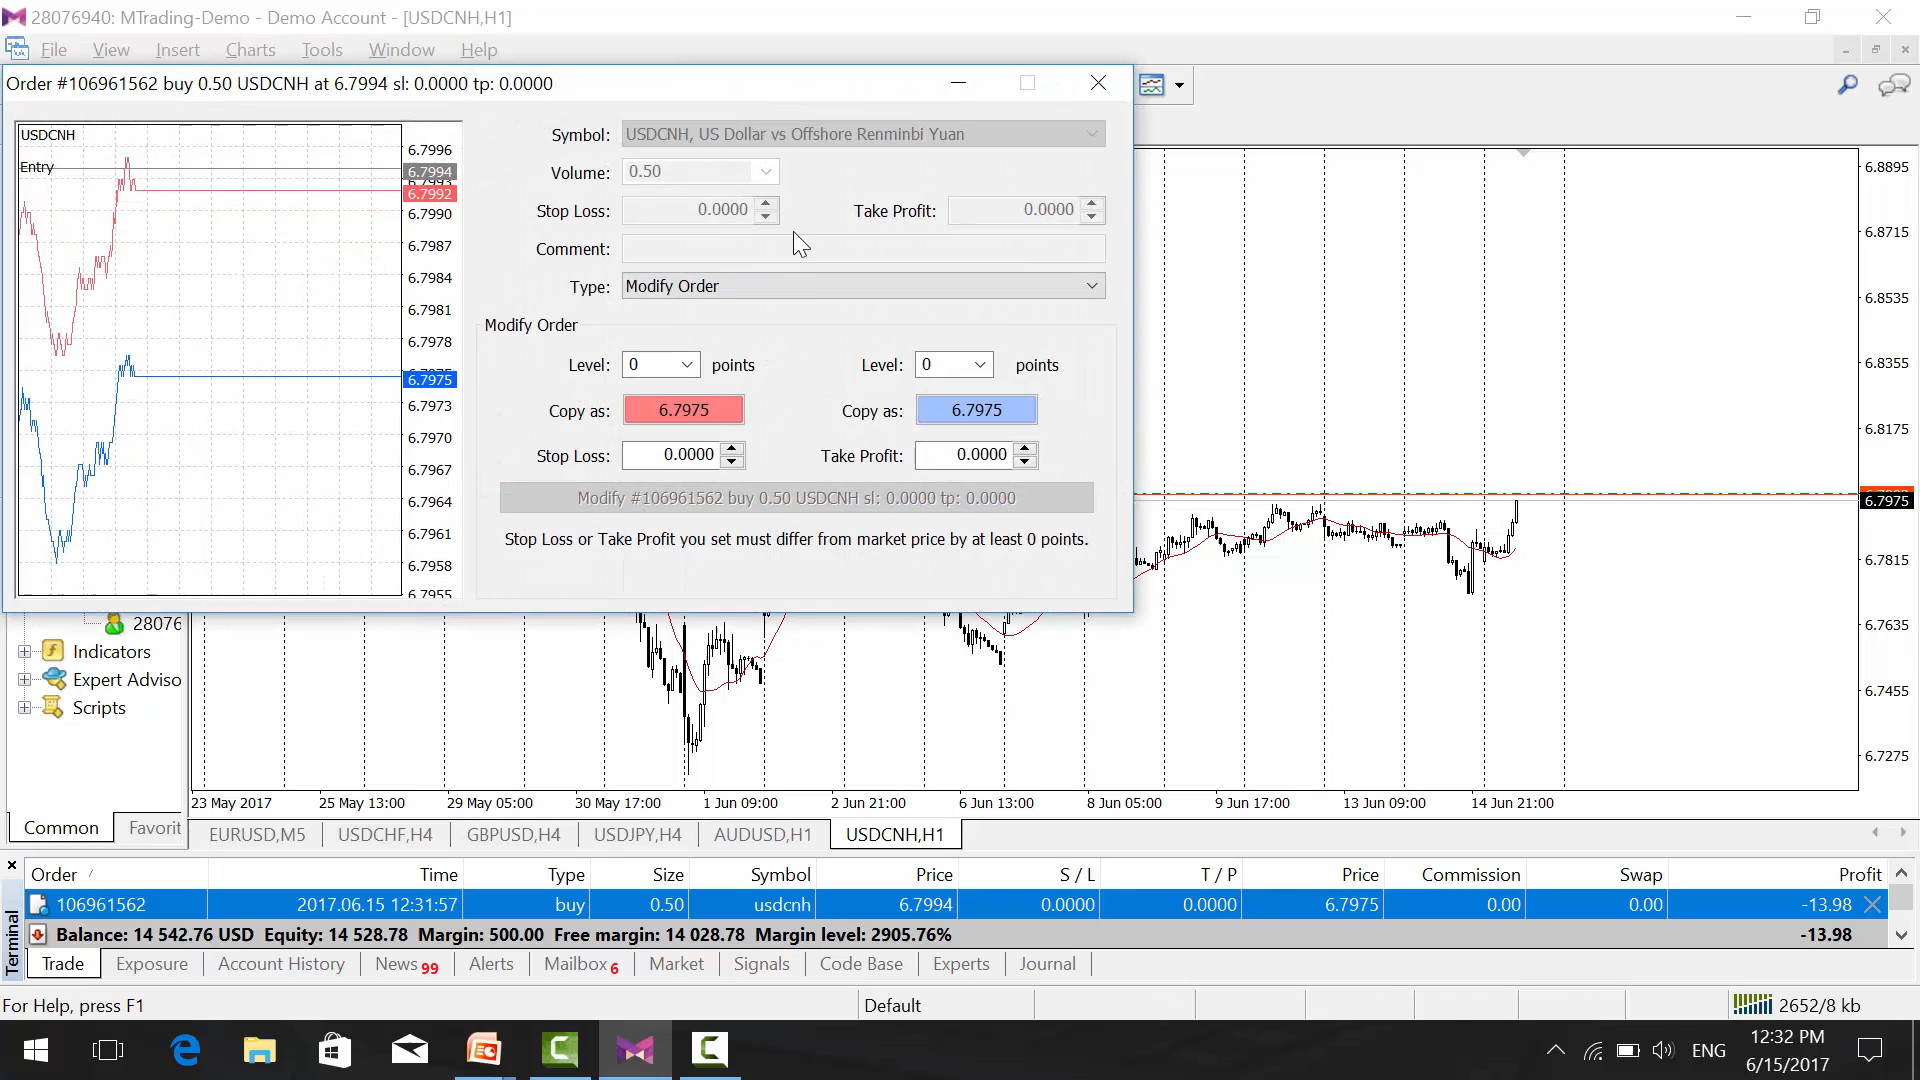 28076940: MTrading-Demo - Demo Account - [USDCNH,H1]
File View Insert Charts Tools Window Help
Order #106961562 buy 0.50 USDCNH at 6.7994 sl: 0.0000 tp: 0.0000
USDCNH
Entry
6.7996
6.7994
6.7992
6.7990
6.7987
6.7984
6.7981
6.7978
6.7975
6.7973
6.7970
6.7967
6.7964
6.7961
6.7958
6.7955
Symbol: USDCNH, US Dollar vs Offshore Renminbi Yuan
Volume: 0.50
Stop Loss: 0.0000 Take Profit: 0.0000
Comment:
Type: Modify Order
Modify Order
Level: 0 points Level: 0 points
Copy as: 6.7975 Copy as: 6.7975
Stop Loss: 0.0000 Take Profit: 0.0000
Modify #106961562 buy 0.50 USDCNH sl: 0.0000 tp: 0.0000
Stop Loss or Take Profit you set must differ from market price by at least 0 points.
6.8895
6.8715
6.8535
6.8355
6.8175
6.7975
6.7815
6.7635
6.7455
6.7275
28076
Indicators
Expert Adviso
Scripts
Common Favorit
23 May 2017 25 May 13:00 29 May 05:00 30 May 17:00 1 Jun 09:00 2 Jun 21:00 6 Jun 13:00 8 Jun 05:00 9 Jun 17:00 13 Jun 09:00 14 Jun 21:00
EURUSD,M5 USDCHF,H4 GBPUSD,H4 USDJPY,H4 AUDUSD,H1 USDCNH,H1
Order Time Type Size Symbol Price S / L T / P Price Commission Swap Profit
106961562 2017.06.15 12:31:57 buy 0.50 usdcnh 6.7994 0.0000 0.0000 6.7975 0.00 0.00 -13.98
Balance: 14 542.76 USD Equity: 14 528.78 Margin: 500.00 Free margin: 14 028.78 Margin level: 2905.76% -13.98
Terminal
Trade Exposure Account History News 99 Alerts Mailbox 6 Market Signals Code Base Experts Journal
For Help, press F1 Default 2652/8 kb
ENG
12:32 PM
6/15/2017